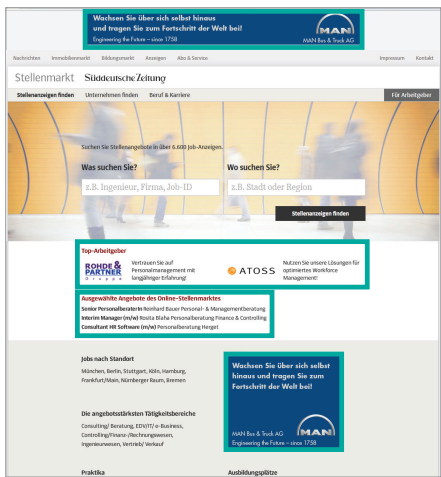 Wachsen Sie über sich selbst hinaus
und tragen Sie zum Fortschritt der Welt bei!
Engineering the Future – since 1758
MAN
MAN Bus & Truck AG
Nachrichten Immobilienmarkt Bildungsmarkt Anzeigen Abo & Service Impressum Kontakt
Stellenmarkt Süddeutsche Zeitung
Stellenanzeigen finden Unternehmen finden Beruf & Karriere Für Arbeitgeber
Suchen Sie Stellenangebote in über 6.600 Job-Anzeigen.
Was suchen Sie? Wo suchen Sie?
z.B. Ingenieur, Firma, Job-ID z.B. Stadt oder Region
Stellenanzeigen finden
Top-Arbeitgeber
ROHDE &
PARTNER
Gruppe
Vertrauen Sie auf
Personalmanagement mit
langjähriger Erfahrung!
ATOSS
Nutzen Sie unsere Lösungen für
optimiertes Workforce
Management!
Ausgewählte Angebote des Online-Stellenmarktes
Senior PersonalberaterIn Reinhard Bauer Personal- & Managementberatung
Interim Manager (m/w) Rosita Blaha Personalberatung Finance & Controlling
Consultant HR Software (m/w) Personalberatung Herget
Jobs nach Standort
München, Berlin, Stuttgart, Köln, Hamburg,
Frankfurt/Main, Nürnberger Raum, Bremen
Die angebotsstärksten Tätigkeitsbereiche
Consulting/ Beratung, EDV/IT/ e-Business,
Controlling/Finanz-/Rechnungswesen,
Ingenieurwesen, Vertrieb/ Verkauf
Wachsen Sie über sich selbst
hinaus und tragen Sie zum
Fortschritt der Welt bei!
MAN Bus & Truck AG
Engineering the Future – since 1758
MAN
Praktika Ausbildungsplätze